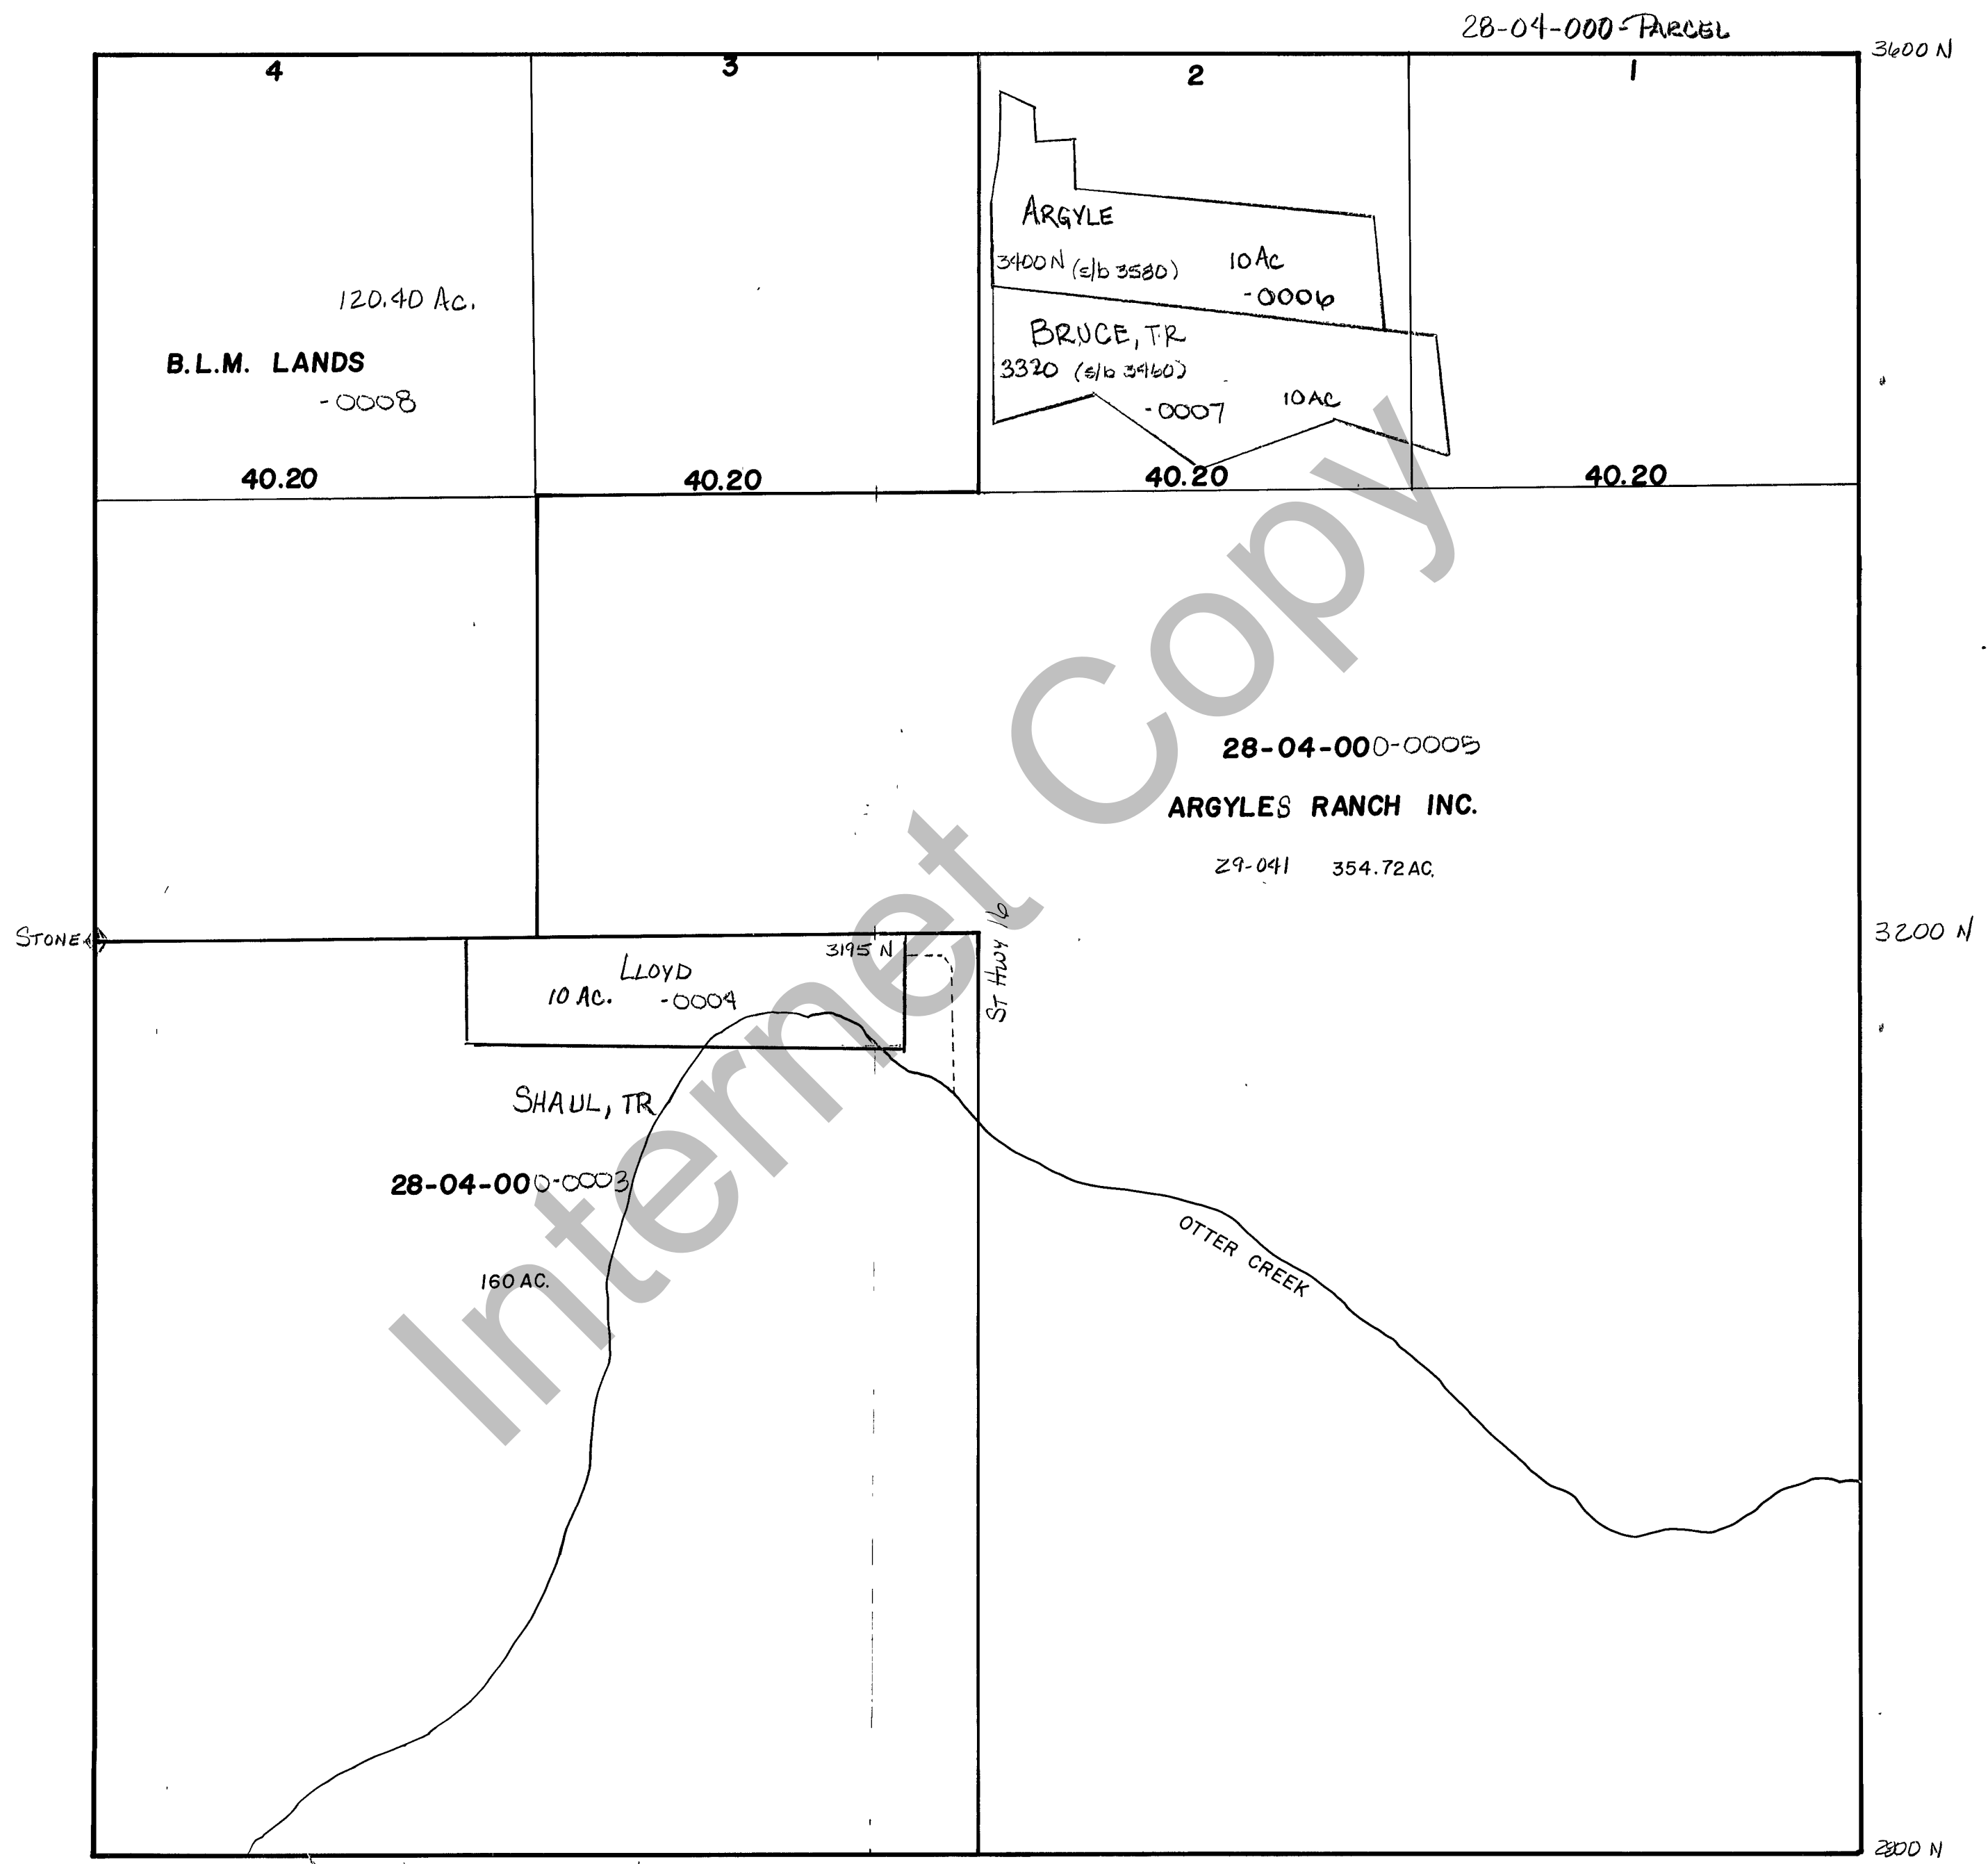 28-04-000-PARCEL
3600 N
4
3
2
1
ARGYLE
3400 N (s/b 3580)
10 AC
-0006
BRUCE, TR
3320 (s/b 3460)
-0007
10 AC
120.40 Ac.
B.L.M. LANDS
-0008
40.20
40.20
40.20
40.20
28-04-000-0005
ARGYLES RANCH INC.
29-041 354.72 AC.
STONE
3200 N
3195 N
ST HWY 16
LLOYD
10 AC. -0004
SHAUL, TR
28-04-000-0003
160 AC.
OTTER CREEK
2800 N
Internet Copy